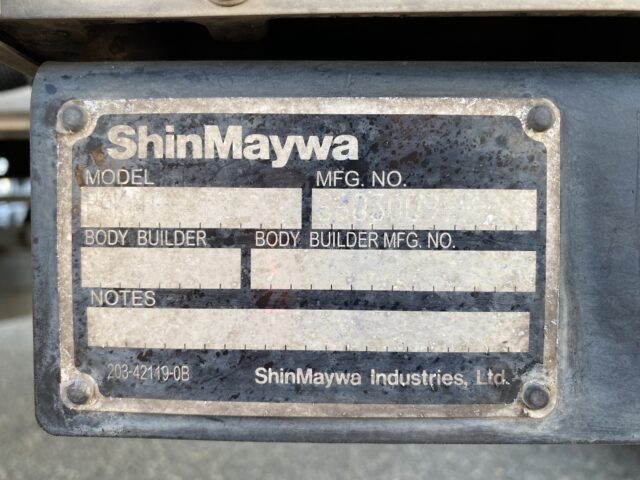 ShinMaywa
MODEL MFG. NO.
BODY BUILDER BODY BUILDER MFG. NO.
NOTES
203-42119-0B ShinMaywa Industries, Ltd.